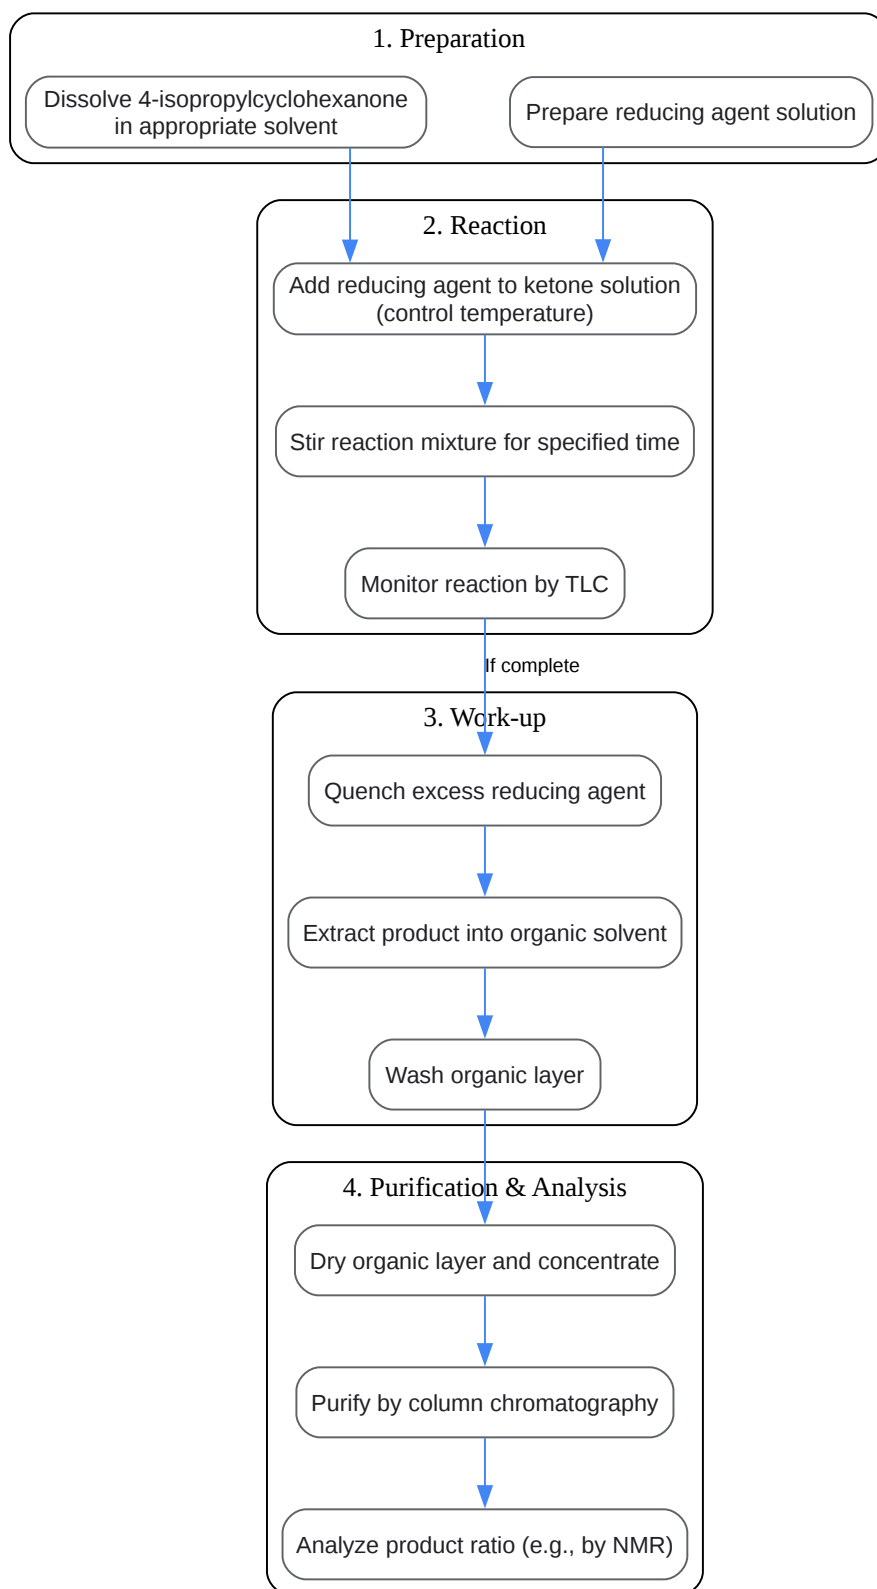 1. Preparation
Dissolve 4-isopropylcyclohexanone
in appropriate solvent
Prepare reducing agent solution
2. Reaction
Add reducing agent to ketone solution
(control temperature)
Stir reaction mixture for specified time
Monitor reaction by TLC
If complete
3. Work-up
Quench excess reducing agent
Extract product into organic solvent
Wash organic layer
4. Purification & Analysis
Dry organic layer and concentrate
Purify by column chromatography
Analyze product ratio (e.g., by NMR)